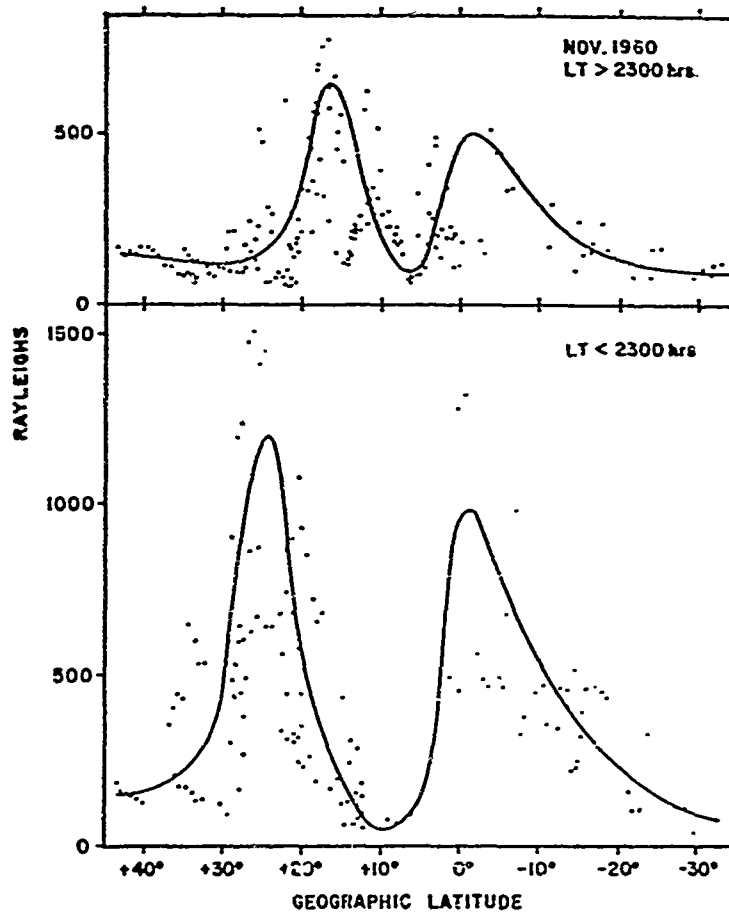 NOV. 1960
LT > 2300 hrs.
500
0
RAYLEIGHS
1500
LT < 2300 hrs
1000
500
0
+40° +30° +20° +10° 0° -10° -20° -30°
GEOGRAPHIC LATITUDE